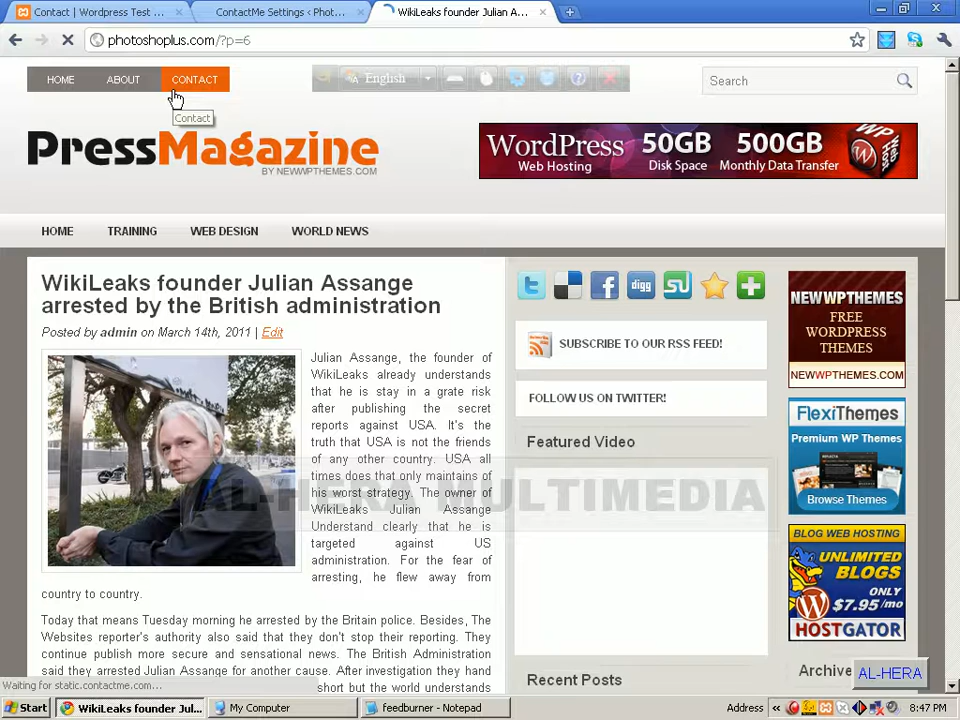 Contact | Wordpress Test ...
ContactMe Settings ‹ Phot...
WikiLeaks founder Julian A...
photoshoplus.com/?p=6
HOME
ABOUT
CONTACT
English
Search
Contact
PressMagazine
BY NEWWPTHEMES.COM
WordPress
Web Hosting
50GB
Disk Space
500GB
Monthly Data Transfer
WP
Web
Host
HOME
TRAINING
WEB DESIGN
WORLD NEWS
WikiLeaks founder Julian Assange
arrested by the British administration
Posted by admin on March 14th, 2011 | Edit
Julian Assange, the founder of
WikiLeaks already understands
that he is stay in a grate risk
after publishing the secret
reports against USA. It's the
truth that USA is not the friends
of any other country. USA all
times does that only maintains of
his worst strategy. The owner of
WikiLeaks Julian Assange
Understand clearly that he is
targeted against US
administration. For the fear of
arresting, he flew away from
country to country.
Today that means Tuesday morning he arrested by the Britain police. Besides, The
Websites reporter's authority also said that they don't stop their reporting. They
continue publish more secure and sensational news. The British Administration
said they arrested Julian Assange for another cause. After investigation they hand
short but the world understands
digg
SUBSCRIBE TO OUR RSS FEED!
FOLLOW US ON TWITTER!
Featured Video
AL-HERA MULTIMEDIA
Recent Posts
NEWWPTHEMES
FREE
WORDPRESS
THEMES
NEWWPTHEMES.COM
FlexiThemes
Premium WP Themes
Browse Themes
BLOG WEB HOSTING
UNLIMITED
BLOGS
ONLY
$7.95/mo
HOSTGATOR
Archive
AL-HERA
Waiting for static.contactme.com...
Start
WikiLeaks founder Jul...
My Computer
feedburner - Notepad
Address
8:47 PM